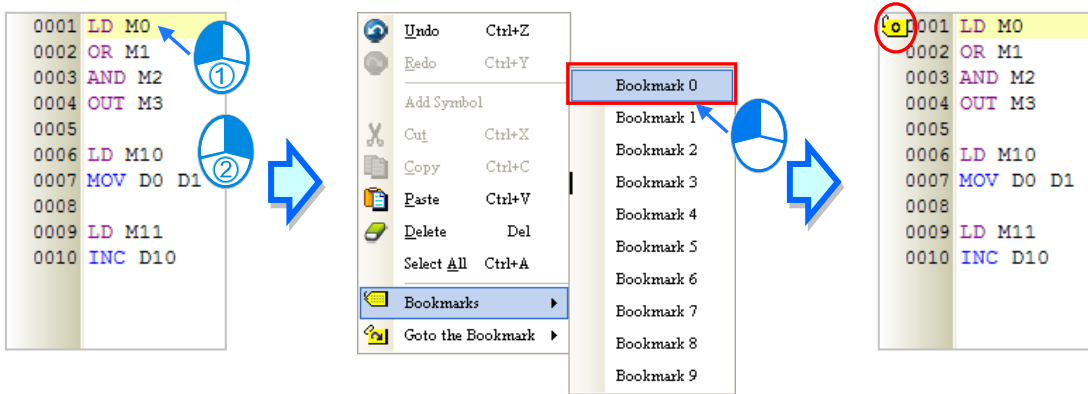 0001 LD M0
0002 OR M1
0003 AND M2
0004 OUT M3
0005
0006 LD M10
0007 MOV D0 D1
0008
0009 LD M11
0010 INC D10
①
②
Undo Ctrl+Z
Redo Ctrl+Y
Add Symbol
Cut Ctrl+X
Copy Ctrl+C
Paste Ctrl+V
Delete Del
Select All Ctrl+A
Bookmarks
Goto the Bookmark
Bookmark 0
Bookmark 1
Bookmark 2
Bookmark 3
Bookmark 4
Bookmark 5
Bookmark 6
Bookmark 7
Bookmark 8
Bookmark 9
0 0001 LD M0
0002 OR M1
0003 AND M2
0004 OUT M3
0005
0006 LD M10
0007 MOV D0 D1
0008
0009 LD M11
0010 INC D10